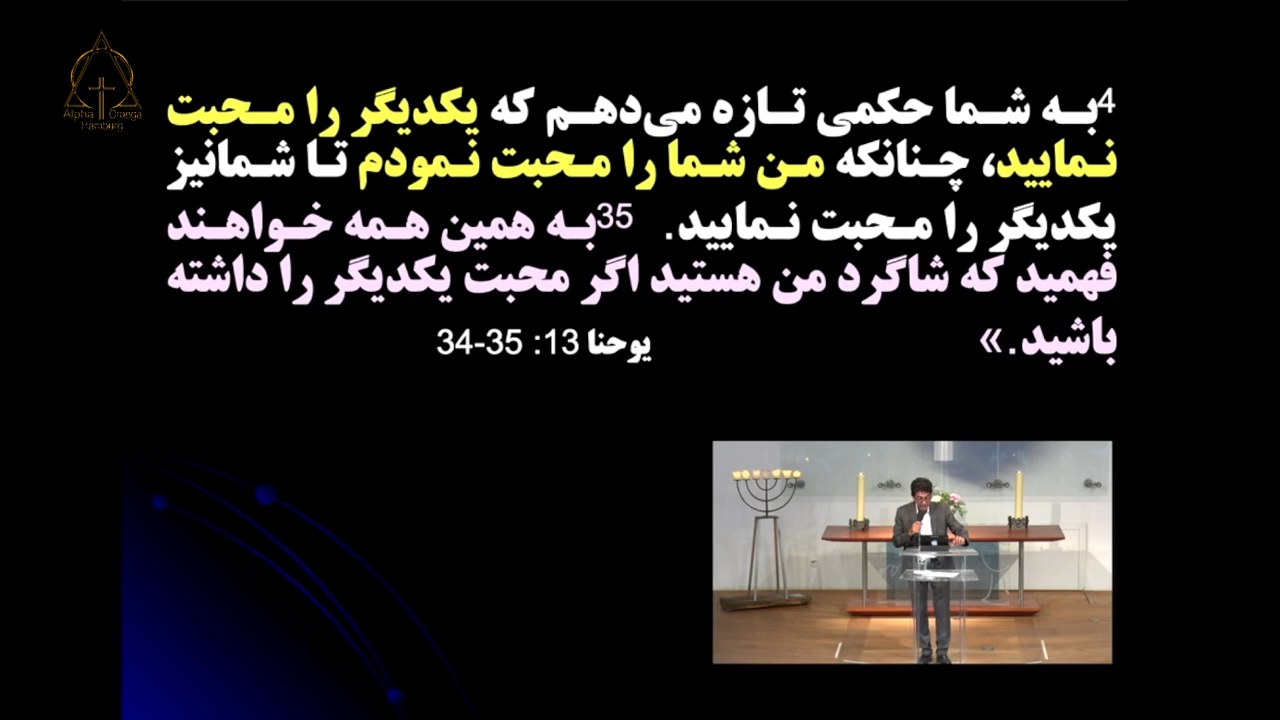 Alpha Omega
Hamburg
4به شما حکمی تازه می‌دهم که یکدیگر را محبت
نمایید، چنانکه من شما را محبت نمودم تا شمانیز
یکدیگر را محبت نمایید. 35به همین همه خواهند
فهمید که شاگرد من هستید اگر محبت یکدیگر را داشته
باشید.» یوحنا 13: 35-34